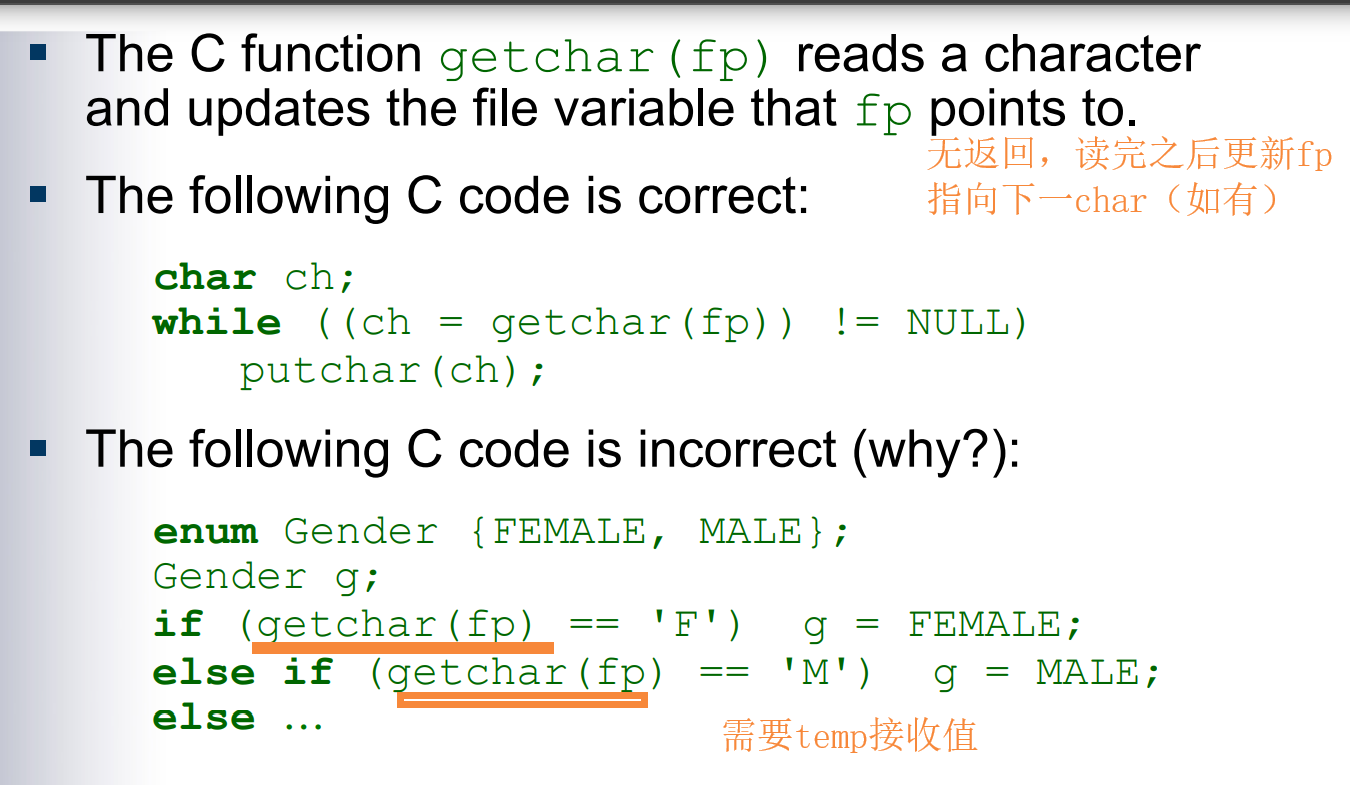 The C function getchar(fp) reads a character
and updates the file variable that fp points to.
无返回，读完之后更新fp
指向下一char（如有）
The following C code is correct:
char ch;
while ((ch = getchar(fp)) != NULL)
putchar(ch);
The following C code is incorrect (why?):
enum Gender {FEMALE, MALE};
Gender g;
if (getchar(fp) == 'F') g = FEMALE;
else if (getchar(fp) == 'M') g = MALE;
else …
需要temp接收值